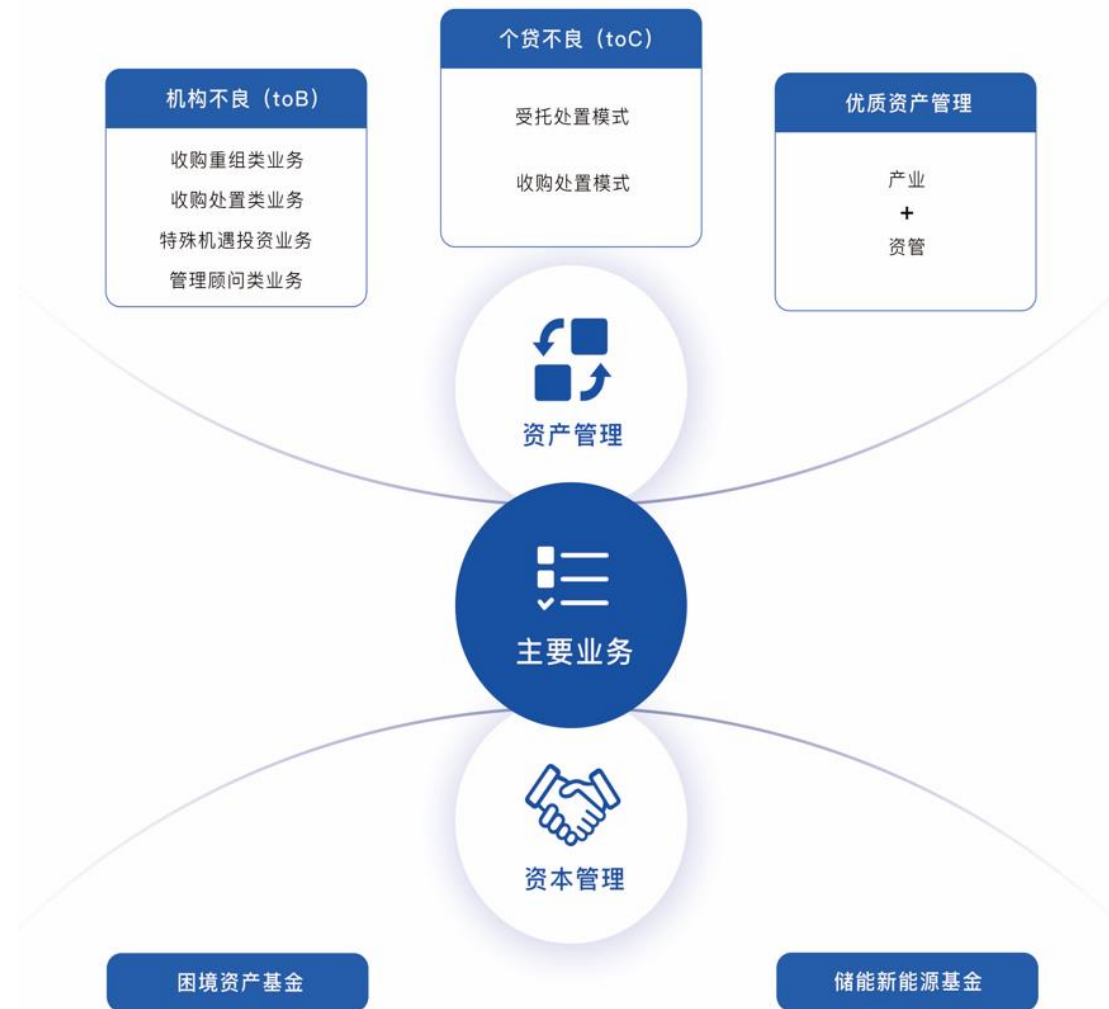 个贷不良（toC）
受托处置模式
收购处置模式
机构不良（toB）
收购重组类业务
收购处置类业务
特殊机遇投资业务
管理顾问类业务
优质资产管理
产业
+
资管
资产管理
主要业务
资本管理
困境资产基金
储能新能源基金